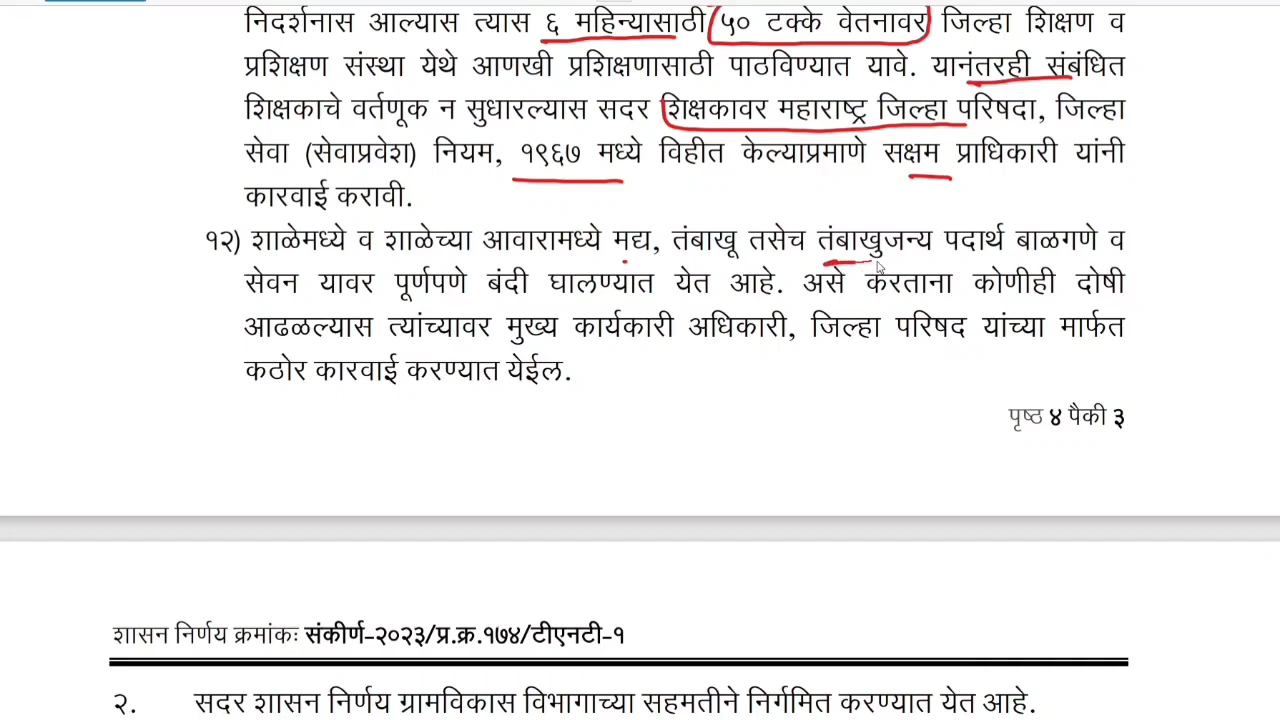 निदर्शनास आल्यास त्यास ६ महिन्यासाठी ५० टक्के वेतनावर जिल्हा शिक्षण व
प्रशिक्षण संस्था येथे आणखी प्रशिक्षणासाठी पाठविण्यात यावे. यानंतरही संबंधित
शिक्षकाचे वर्तणूक न सुधारल्यास सदर शिक्षकावर महाराष्ट्र जिल्हा परिषदा, जिल्हा
सेवा (सेवाप्रवेश) नियम, १९६७ मध्ये विहीत केल्याप्रमाणे सक्षम प्राधिकारी यांनी
कारवाई करावी.
१२) शाळेमध्ये व शाळेच्या आवारामध्ये मद्य, तंबाखू तसेच तंबाखुजन्य पदार्थ बाळगणे व
सेवन यावर पूर्णपणे बंदी घालण्यात येत आहे. असे करताना कोणीही दोषी
आढळल्यास त्यांच्यावर मुख्य कार्यकारी अधिकारी, जिल्हा परिषद यांच्या मार्फत
कठोर कारवाई करण्यात येईल.
पृष्ठ ४ पैकी ३
शासन निर्णय क्रमांकः संकीर्ण-२०२३/प्र.क्र.१७४/टीएनटी-१
२. सदर शासन निर्णय ग्रामविकास विभागाच्या सहमतीने निर्गमित करण्यात येत आहे.